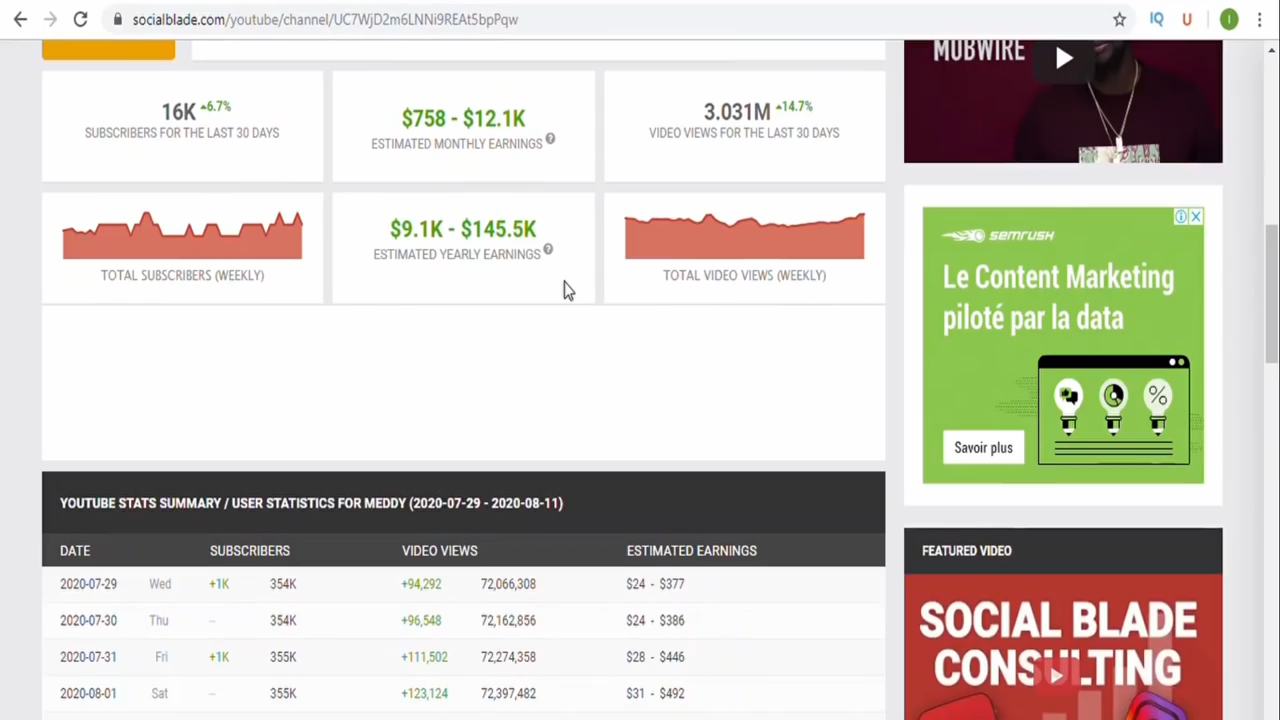 socialblade.com/youtube/channel/UC7WjD2m6LNNi9REAt5bpPqw
IQ
U
I
MOBWIRE
16K 6.7%
SUBSCRIBERS FOR THE LAST 30 DAYS
$758 - $12.1K
ESTIMATED MONTHLY EARNINGS ?
3.031M 14.7%
VIDEO VIEWS FOR THE LAST 30 DAYS
TOTAL SUBSCRIBERS (WEEKLY)
$9.1K - $145.5K
ESTIMATED YEARLY EARNINGS ?
TOTAL VIDEO VIEWS (WEEKLY)
SEMRUSH
Le Content Marketing
piloté par la data
%
Savoir plus
YOUTUBE STATS SUMMARY / USER STATISTICS FOR MEDDY (2020-07-29 - 2020-08-11)
DATE SUBSCRIBERS VIDEO VIEWS ESTIMATED EARNINGS
2020-07-29 Wed +1K 354K +94,292 72,066,308 $24 - $377
2020-07-30 Thu -- 354K +96,548 72,162,856 $24 - $386
2020-07-31 Fri +1K 355K +111,502 72,274,358 $28 - $446
2020-08-01 Sat -- 355K +123,124 72,397,482 $31 - $492
FEATURED VIDEO
SOCIAL BLADE
CONSULTING